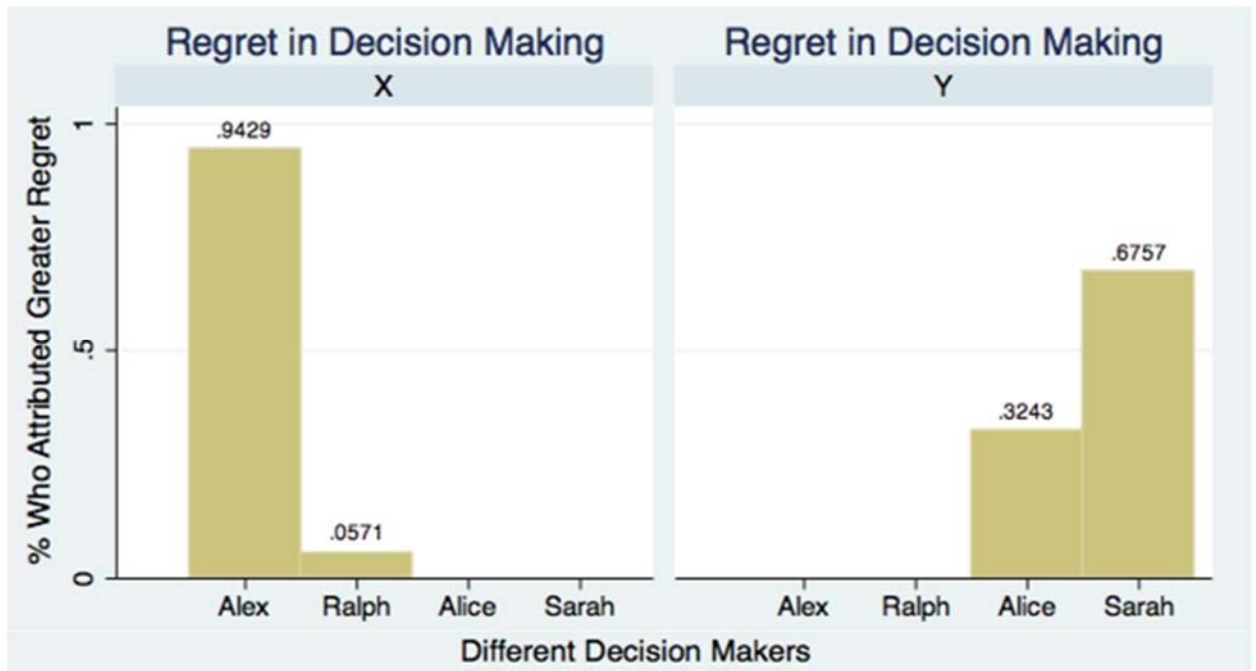 Regret in Decision Making
X
% Who Attributed Greater Regret
1
.5
0
.9429
.0571
Alex Ralph Alice Sarah
Regret in Decision Making
Y
.3243
.6757
Alex Ralph Alice Sarah
Different Decision Makers